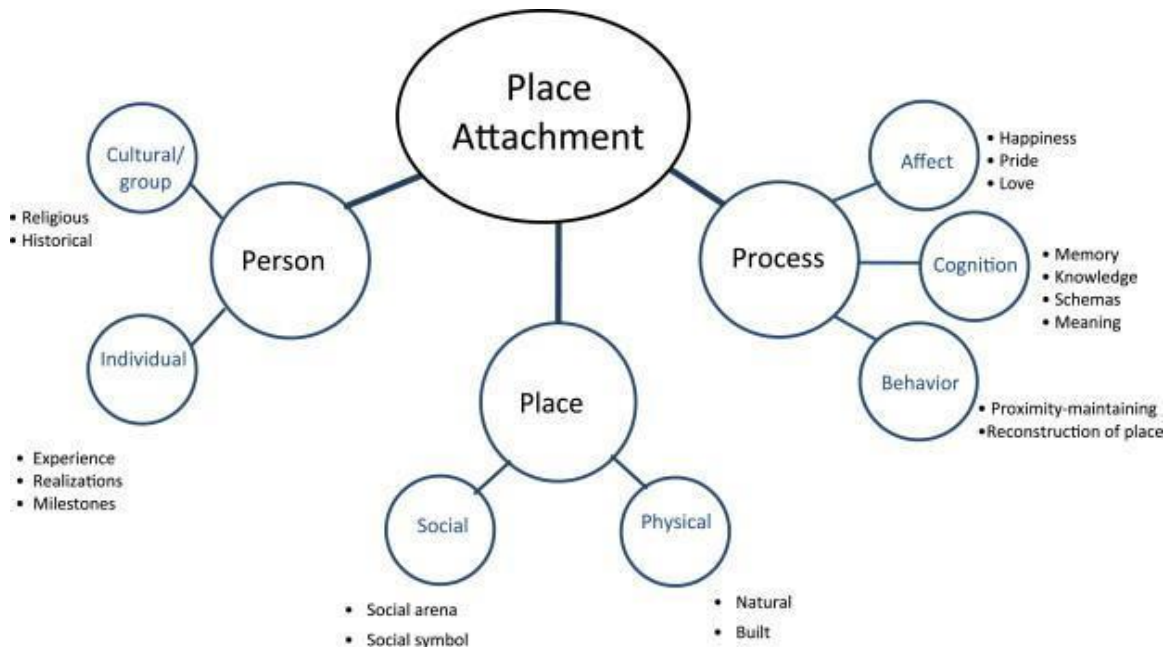 Place
Attachment
Cultural/
group
• Religious
• Historical
Person
Individual
• Experience
• Realizations
• Milestones
Place
Social
• Social arena
• Social symbol
Physical
• Natural
• Built
Process
Affect
• Happiness
• Pride
• Love
Cognition
• Memory
• Knowledge
• Schemas
• Meaning
Behavior
• Proximity-maintaining
•Reconstruction of place